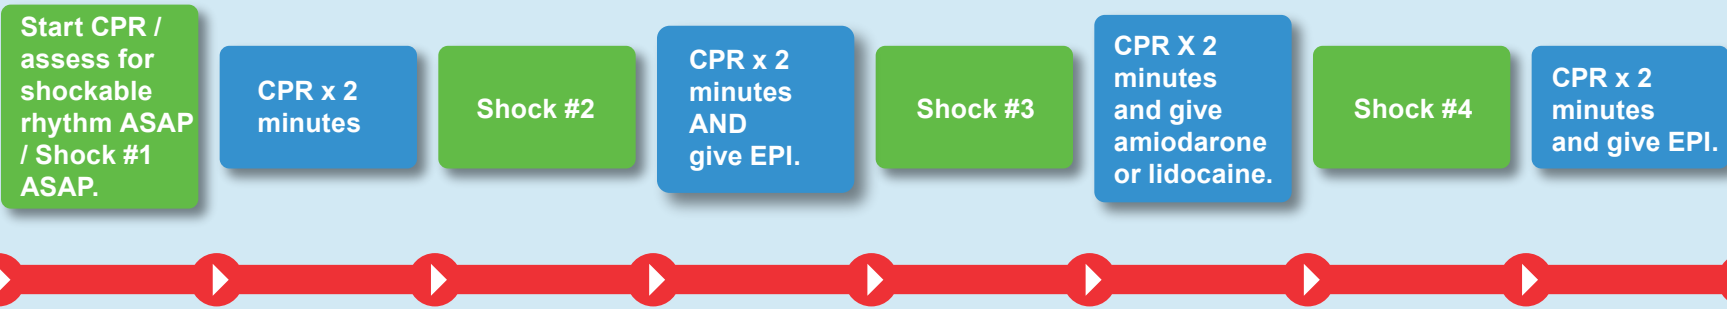 Start CPR /
assess for
shockable
rhythm ASAP
/ Shock #1
ASAP.
CPR x 2
minutes
Shock #2
CPR x 2
minutes
AND
give EPI.
Shock #3
CPR X 2
minutes
and give
amiodarone
or lidocaine.
Shock #4
CPR x 2
minutes
and give EPI.